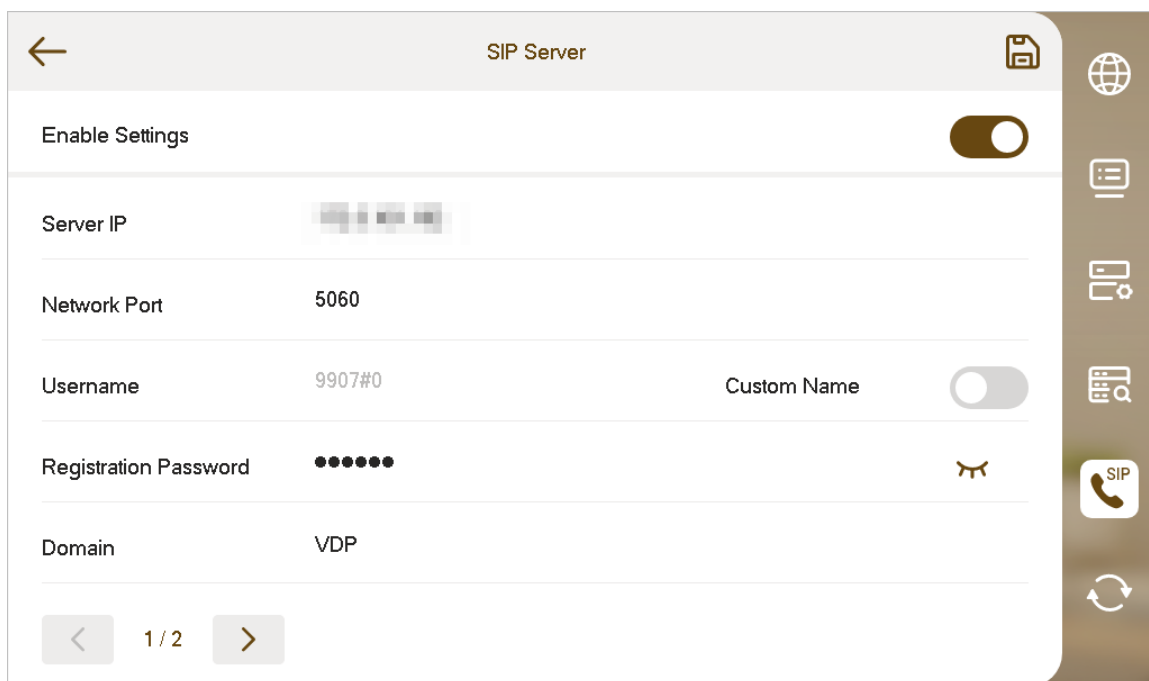 SIP Server
Enable Settings
Server IP
Network Port 5060
Username 9907#0 Custom Name
Registration Password ●●●●●●
SIP
Domain VDP
1 / 2